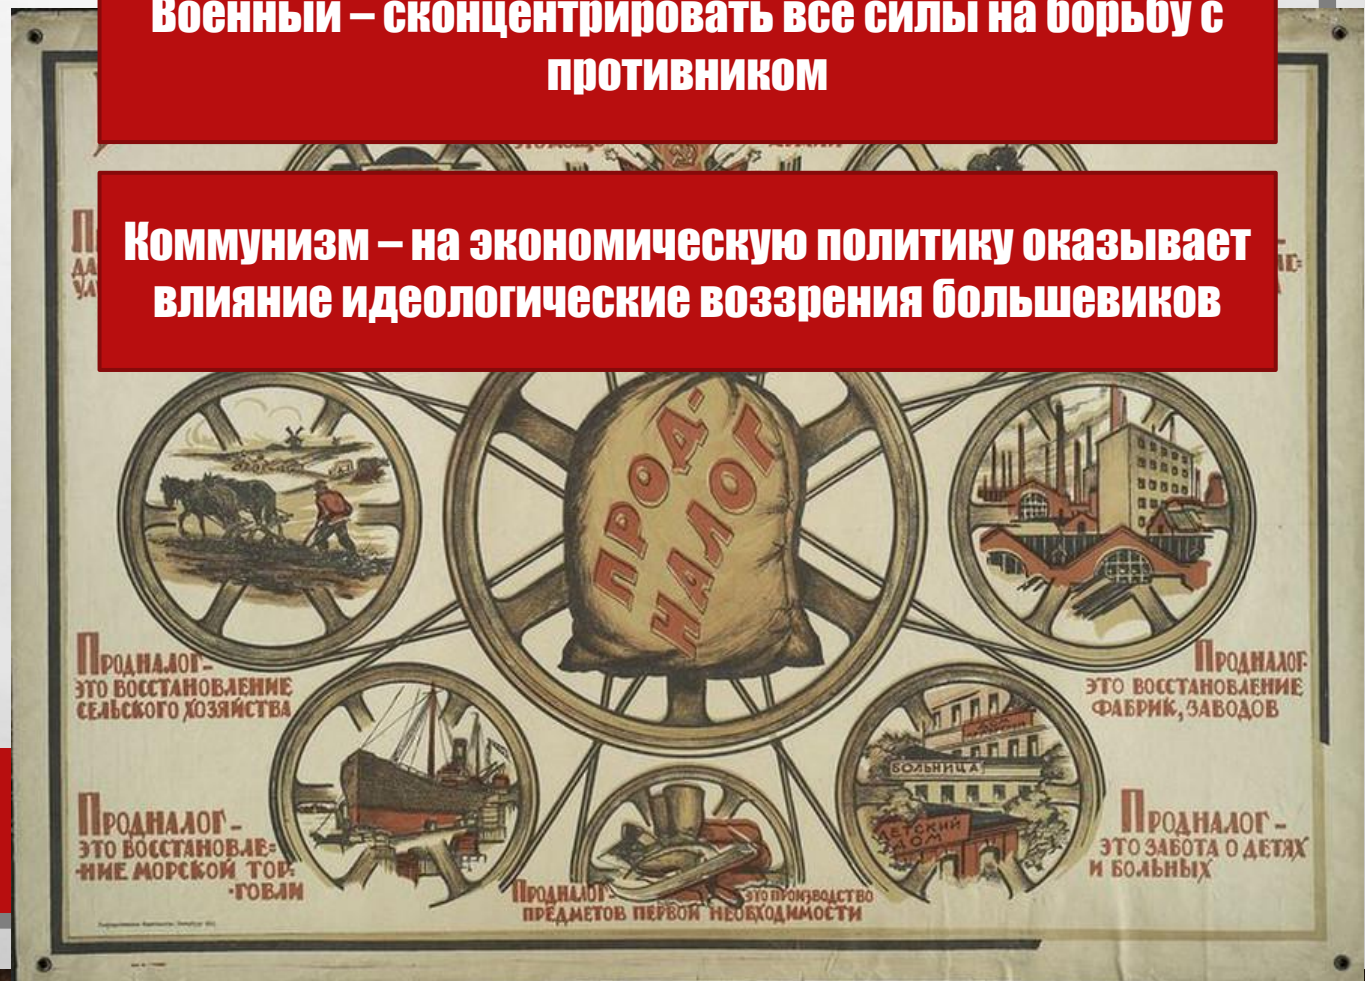 Военный – сконцентрировать все силы на борьбу с
противником
Коммунизм – на экономическую политику оказывает
влияние идеологические воззрения большевиков
ПРОД-
НАЛОГ
БОЛЬНИЦА
ДЕТСКИЙ
ДОМ
ПРОДНАЛОГ–
ЭТО ВОССТАНОВЛЕНИЕ
СЕЛЬСКОГО ХОЗЯЙСТВА
ПРОДНАЛОГ-
ЭТО ВОССТАНОВЛЕНИЕ
ФАБРИК, ЗАВОДОВ
ПРОДНАЛОГ –
ЭТО ВОССТАНОВЛЕ=
-НИЕ МОРСКОЙ ТОР-
-ГОВЛИ
ПРОДНАЛОГ- ЭТО ПРОИЗВОДСТВО
ПРЕДМЕТОВ ПЕРВОЙ НЕОБХОДИМОСТИ
ПРОДНАЛОГ –
ЭТО ЗАБОТА О ДЕТЯХ
И БОЛЬНЫХ